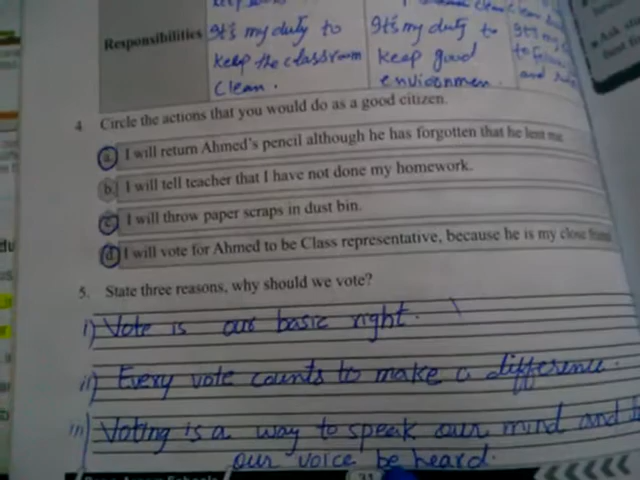 Responsibilities
It's my duty to
keep the classroom
clean.
It's my duty to
keep good
environmen.
4. Circle the actions that you would do as a good citizen.
a. I will return Ahmed's pencil although he has forgotten that he lent me
b. I will tell teacher that I have not done my homework.
c. I will throw paper scraps in dust bin.
d. I will vote for Ahmed to be Class representative, because he is my close friend
5. State three reasons, why should we vote?
i) Vote is our basic right.
ii) Every vote counts to make a difference.
iii) Voting is a way to speak our mind and
our voice be heard.